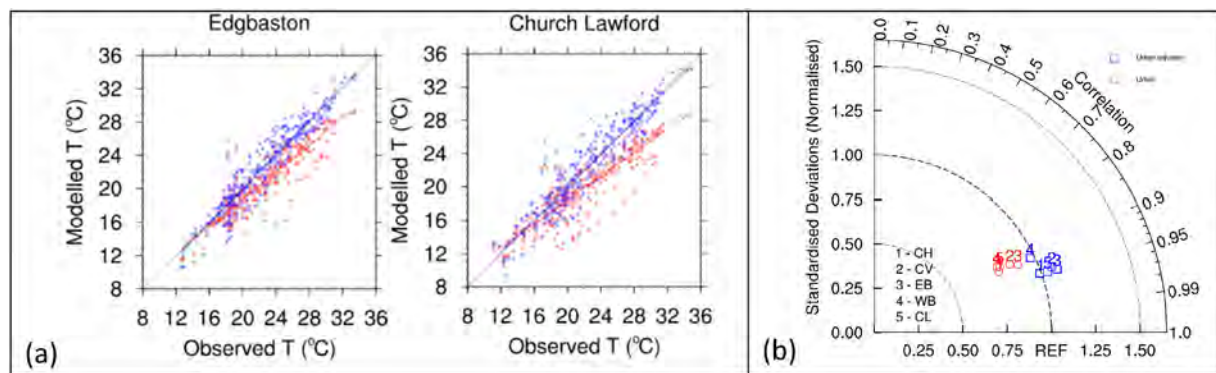 Edgbaston
36
32
28
24
20
16
12
8
Modelled T (°C)
8 12 16 20 24 28 32 36
Observed T (°C)
(a)
Church Lawford
36
32
28
24
20
16
12
8
Modelled T (°C)
8 12 16 20 24 28 32 36
Observed T (°C)
Standardised Deviations (Normalised)
1.50
1.25
1.00
0.75
0.50
0.25
0.00
0.25 0.50 0.75 REF 1.25 1.50
0.0 0.1 0.2 0.3 0.4 0.5 0.6 0.7 0.8 0.9 0.95 0.99 1.0
Correlation
4
23
4
3
1 - CH
2 - CV
3 - EB
4 - WB
5 - CL
(b)